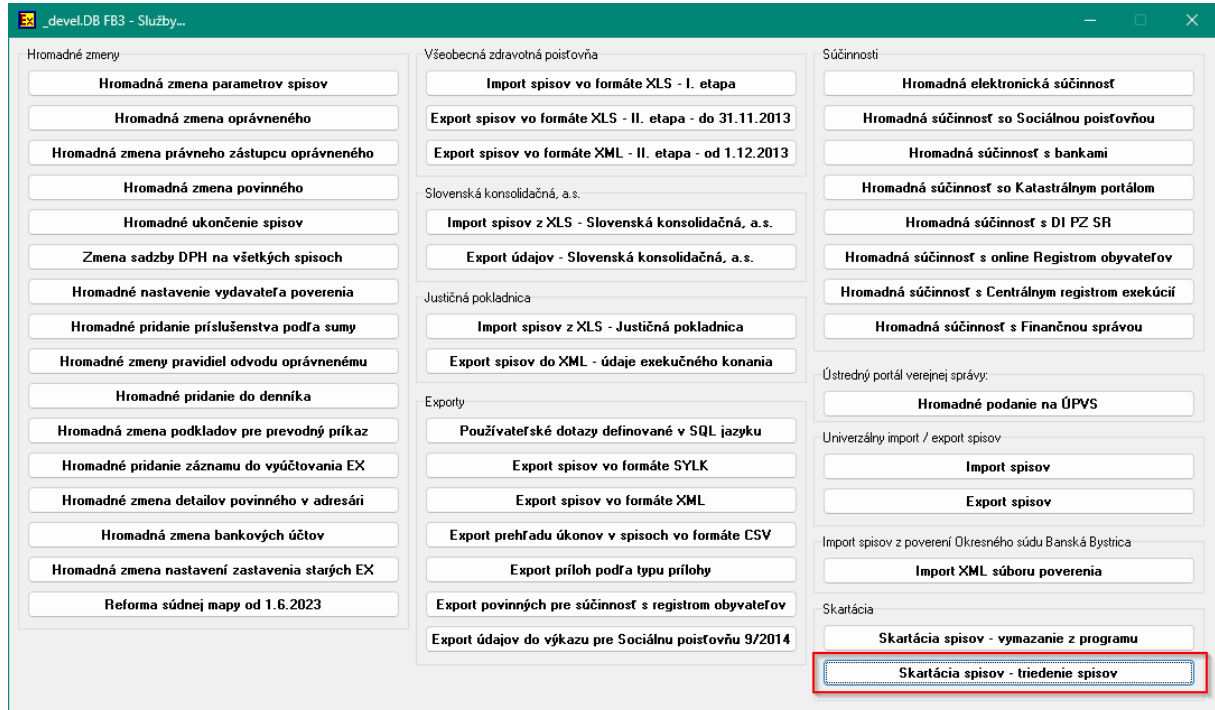 Ex _devel.DB FB3 - Služby...
Hromadné zmeny
Hromadná zmena parametrov spisov
Hromadná zmena oprávneného
Hromadná zmena právneho zástupcu oprávneného
Hromadná zmena povinného
Hromadné ukončenie spisov
Zmena sadzby DPH na všetkých spisoch
Hromadné nastavenie vydavateľa poverenia
Hromadné pridanie príslušenstva podľa sumy
Hromadné zmeny pravidiel odvodu oprávnenému
Hromadné pridanie do denníka
Hromadná zmena podkladov pre prevodný príkaz
Hromadné pridanie záznamu do vyúčtovania EX
Hromadné zmena detailov povinného v adresári
Hromadná zmena bankových účtov
Hromadná zmena nastavení zastavenia starých EX
Reforma súdnej mapy od 1.6.2023
Všeobecná zdravotná poisťovňa
Import spisov vo formáte XLS - I. etapa
Export spisov vo formáte XLS - II. etapa - do 31.11.2013
Export spisov vo formáte XML - II. etapa - od 1.12.2013
Slovenská konsolidačná, a.s.
Import spisov z XLS - Slovenská konsolidačná, a.s.
Export údajov - Slovenská konsolidačná, a.s.
Justičná pokladnica
Import spisov z XLS - Justičná pokladnica
Export spisov do XML - údaje exekučného konania
Exporty
Používateľské dotazy definované v SQL jazyku
Export spisov vo formáte SYLK
Export spisov vo formáte XML
Export prehľadu úkonov v spisoch vo formáte CSV
Export príloh podľa typu prílohy
Export povinných pre súčinnosť s registrom obyvateľov
Export údajov do výkazu pre Sociálnu poisťovňu 9/2014
Súčinnosti
Hromadná elektronická súčinnosť
Hromadná súčinnosť so Sociálnou poisťovňou
Hromadná súčinnosť s bankami
Hromadná súčinnosť so Katastrálnym portálom
Hromadná súčinnosť s DI PZ SR
Hromadná súčinnosť s online Registrom obyvateľov
Hromadná súčinnosť s Centrálnym registrom exekúcií
Hromadná súčinnosť s Finančnou správou
Ústredný portál verejnej správy:
Hromadné podanie na ÚPVS
Univerzálny import / export spisov
Import spisov
Export spisov
Import spisov z poverení Okresného súdu Banská Bystrica
Import XML súboru poverenia
Skartácia
Skartácia spisov - vymazanie z programu
Skartácia spisov - triedenie spisov